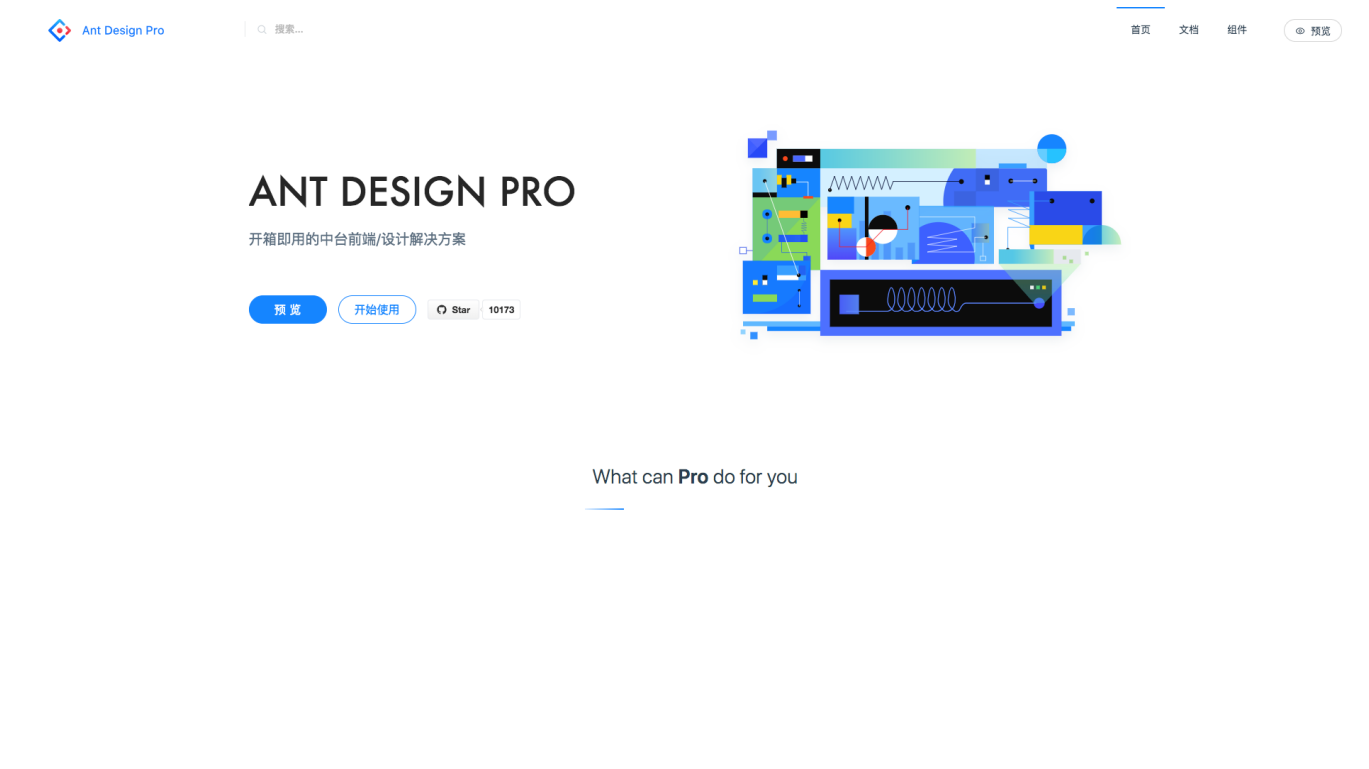 Ant Design Pro
搜索...
首页
文档
组件
预览
ANT DESIGN PRO
开箱即用的中台前端/设计解决方案
预 览
开始使用
Star
10173
What can Pro do for you